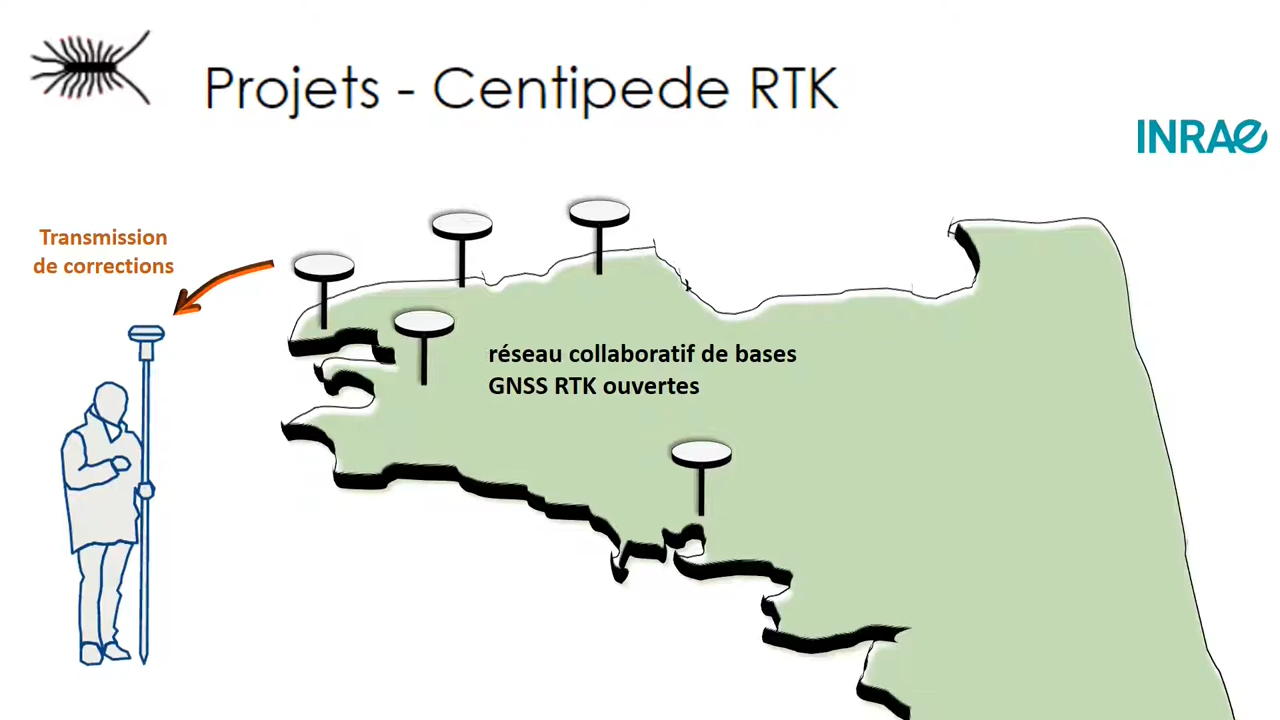 Projets - Centipede RTK
INRAE
Transmission
de corrections
réseau collaboratif de bases
GNSS RTK ouvertes